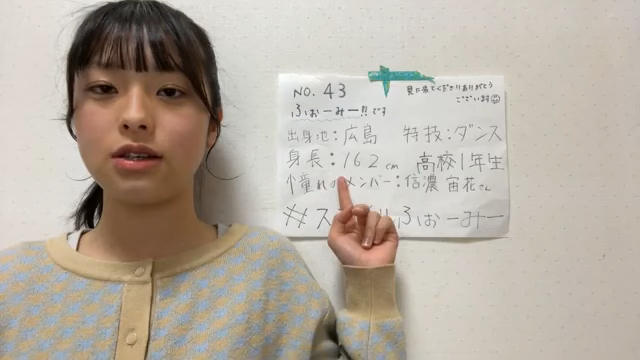 NO. 43
見に来てくださりありがとう
ございます
ふぉーみー!!です
出身地:広島 特技:ダンス
身長:162cm 高校1年生
憧れのメンバー:信濃宙花さん
#ス ふぉーみー